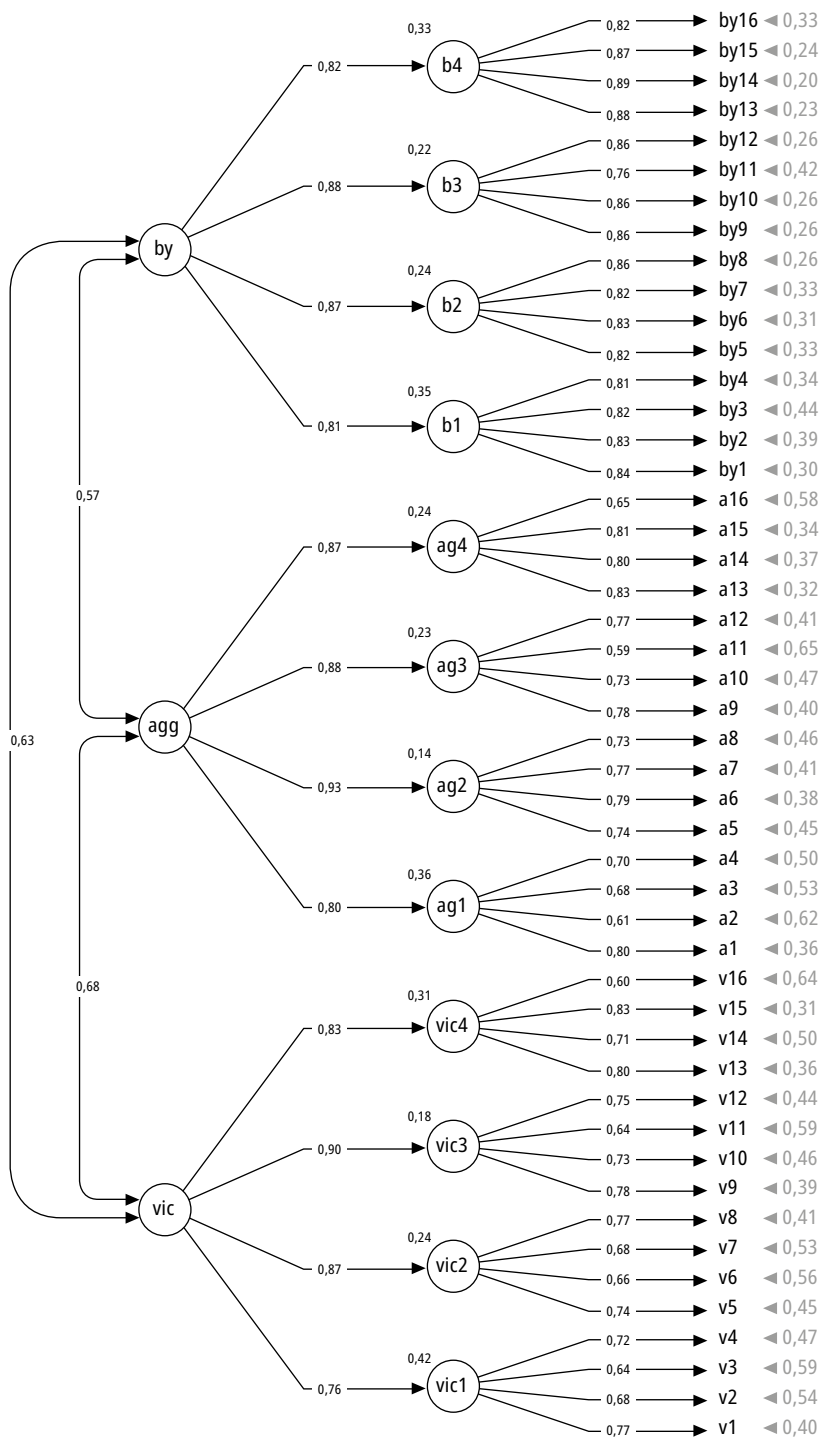 0,82 by16 0,33
0,33
b4
0,82
0,87 by15 0,24
0,89 by14 0,20
0,88 by13 0,23
0,86 by12 0,26
0,22
b3
0,88
0,76 by11 0,42
0,86 by10 0,26
0,86 by9 0,26
by
0,86 by8 0,26
0,24
b2
0,87
0,82 by7 0,33
0,83 by6 0,31
0,82 by5 0,33
0,81 by4 0,34
0,35
b1
0,81
0,82 by3 0,44
0,83 by2 0,39
0,84 by1 0,30
0,57
0,65 a16 0,58
0,24
ag4
0,87
0,81 a15 0,34
0,80 a14 0,37
0,83 a13 0,32
0,77 a12 0,41
0,23
ag3
0,88
0,59 a11 0,65
0,73 a10 0,47
0,78 a9 0,40
agg
0,63
0,73 a8 0,46
0,14
ag2
0,93
0,77 a7 0,41
0,79 a6 0,38
0,74 a5 0,45
0,70 a4 0,50
0,36
ag1
0,80
0,68 a3 0,53
0,61 a2 0,62
0,80 a1 0,36
0,68
0,60 v16 0,64
0,31
vic4
0,83
0,83 v15 0,31
0,71 v14 0,50
0,80 v13 0,36
0,75 v12 0,44
0,18
vic3
0,90
0,64 v11 0,59
0,73 v10 0,46
0,78 v9 0,39
vic
0,77 v8 0,41
0,24
vic2
0,87
0,68 v7 0,53
0,66 v6 0,56
0,74 v5 0,45
0,72 v4 0,47
0,42
vic1
0,76
0,64 v3 0,59
0,68 v2 0,54
0,77 v1 0,40